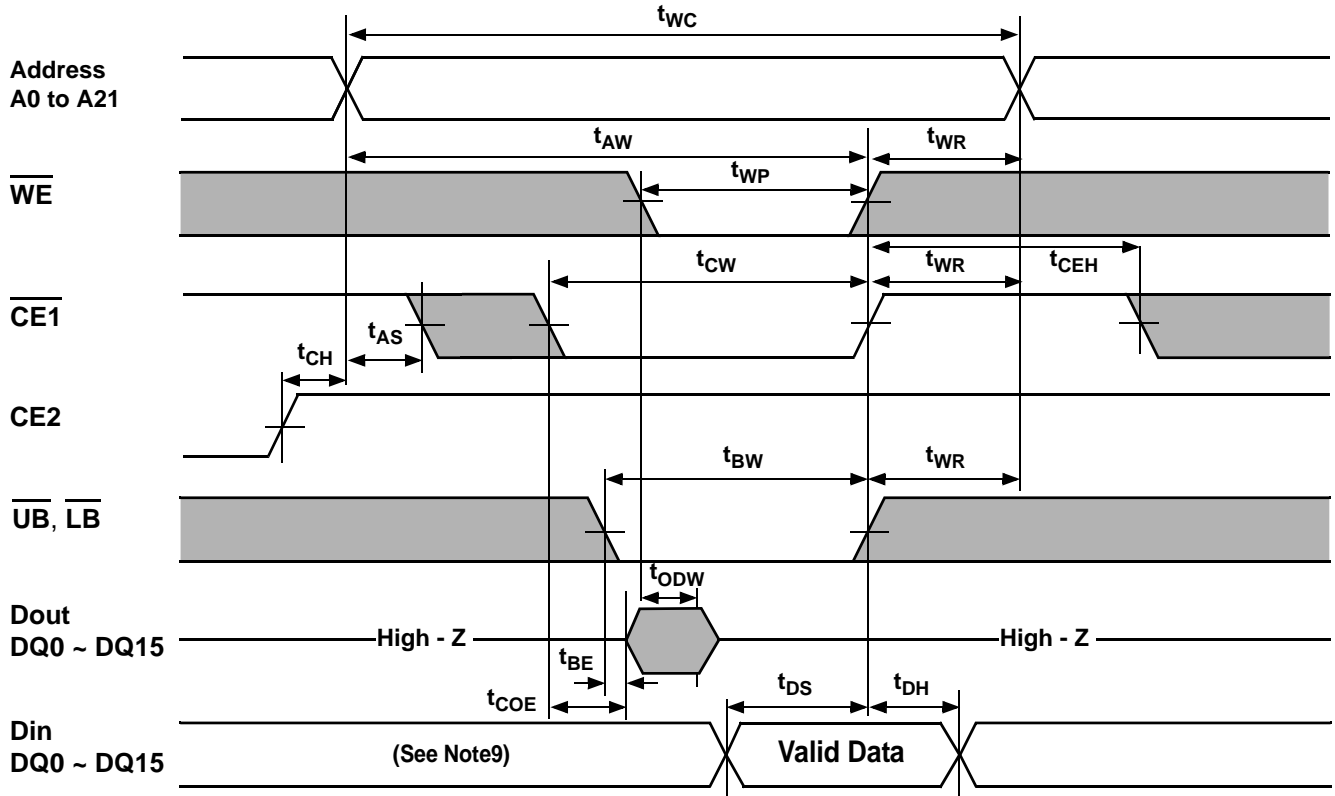 tWC
Address
A0 to A21
tAW
tWR
WE
tWP
tCW
tWR
tCEH
CE1
tAS
tCH
CE2
tBW
tWR
UB, LB
tODW
Dout
DQ0 ~ DQ15
High - Z
High - Z
tBE
tCOE
tDS
tDH
Din
DQ0 ~ DQ15
(See Note9)
Valid Data